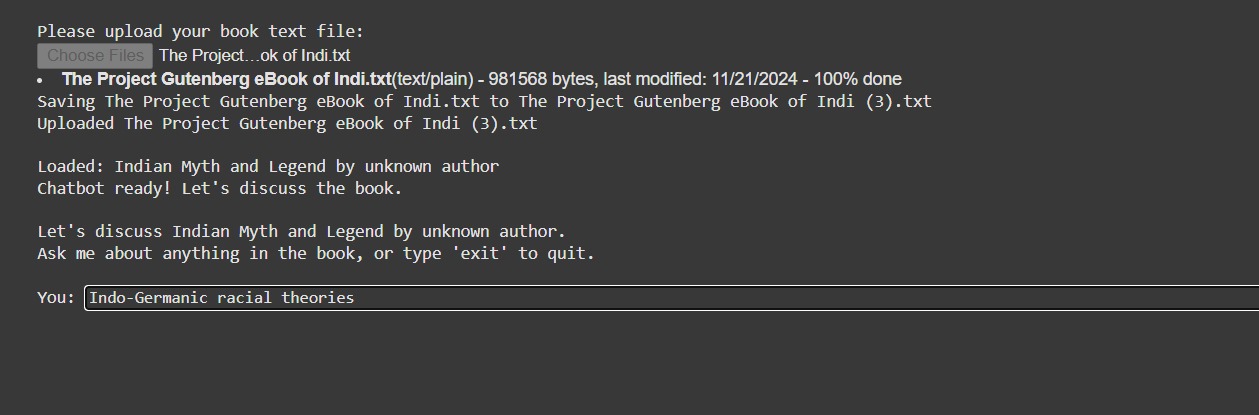 Please upload your book text file:
Choose Files The Project...ok of Indi.txt
• The Project Gutenberg eBook of Indi.txt(text/plain) - 981568 bytes, last modified: 11/21/2024 - 100% done
Saving The Project Gutenberg eBook of Indi.txt to The Project Gutenberg eBook of Indi (3).txt
Uploaded The Project Gutenberg eBook of Indi (3).txt
Loaded: Indian Myth and Legend by unknown author
Chatbot ready! Let's discuss the book.
Let's discuss Indian Myth and Legend by unknown author.
Ask me about anything in the book, or type 'exit' to quit.
You: Indo-Germanic racial theories